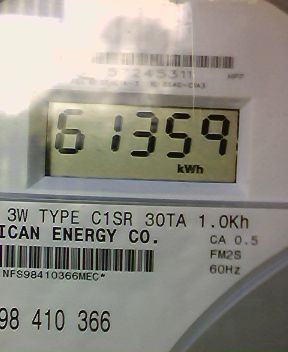 57245311
61359
kWh
3W TYPE C1SR 30TA 1.0Kh
ICAN ENERGY CO.
CA 0.5
FM2S
60Hz
NFS98410366MEC*
98 410 366